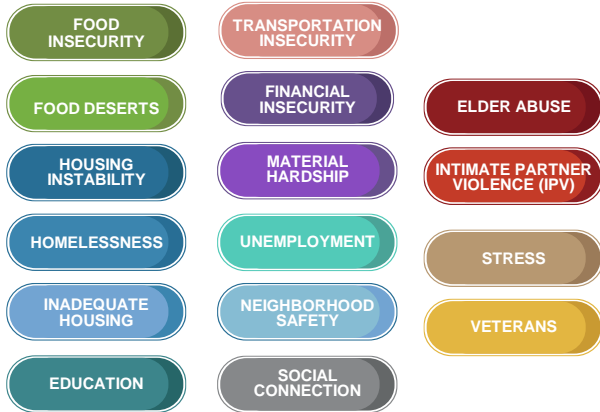 FOOD
INSECURITY
FOOD DESERTS
HOUSING
INSTABILITY
HOMELESSNESS
INADEQUATE
HOUSING
EDUCATION
TRANSPORTATION
INSECURITY
FINANCIAL
INSECURITY
MATERIAL
HARDSHIP
UNEMPLOYMENT
NEIGHBORHOOD
SAFETY
SOCIAL
CONNECTION
ELDER ABUSE
INTIMATE PARTNER
VIOLENCE (IPV)
STRESS
VETERANS